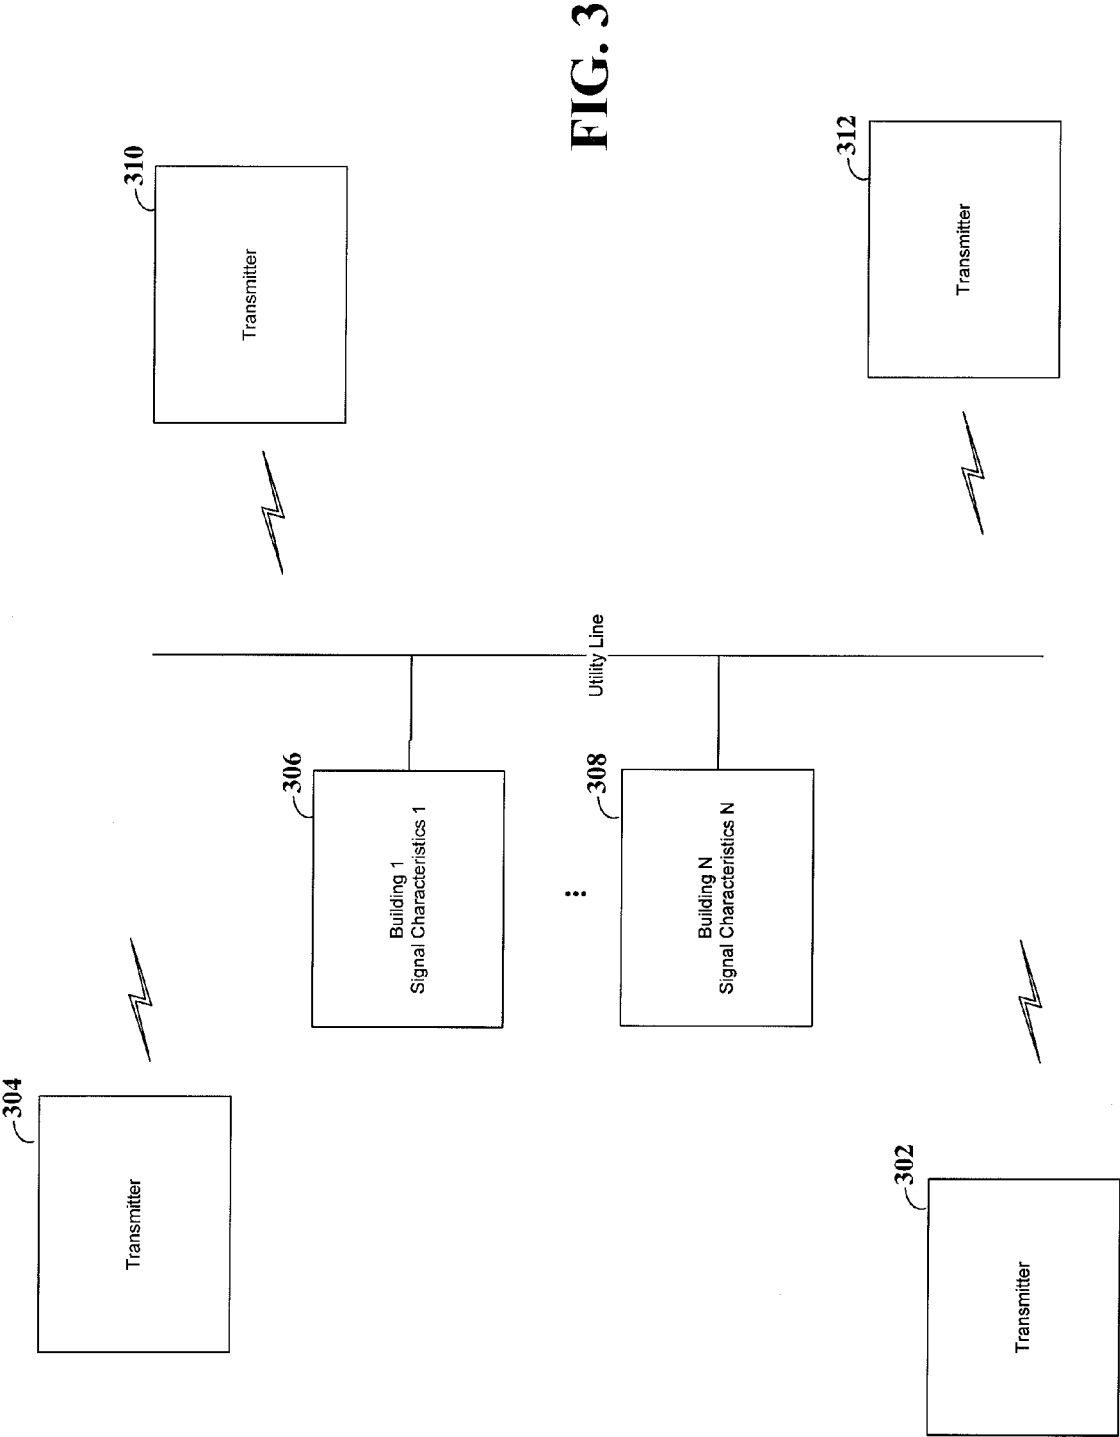 304
Transmitter
310
Transmitter
306
Building 1
Signal Characteristics 1
308
Building N
Signal Characteristics N
Utility Line
312
Transmitter
302
Transmitter
FIG. 3